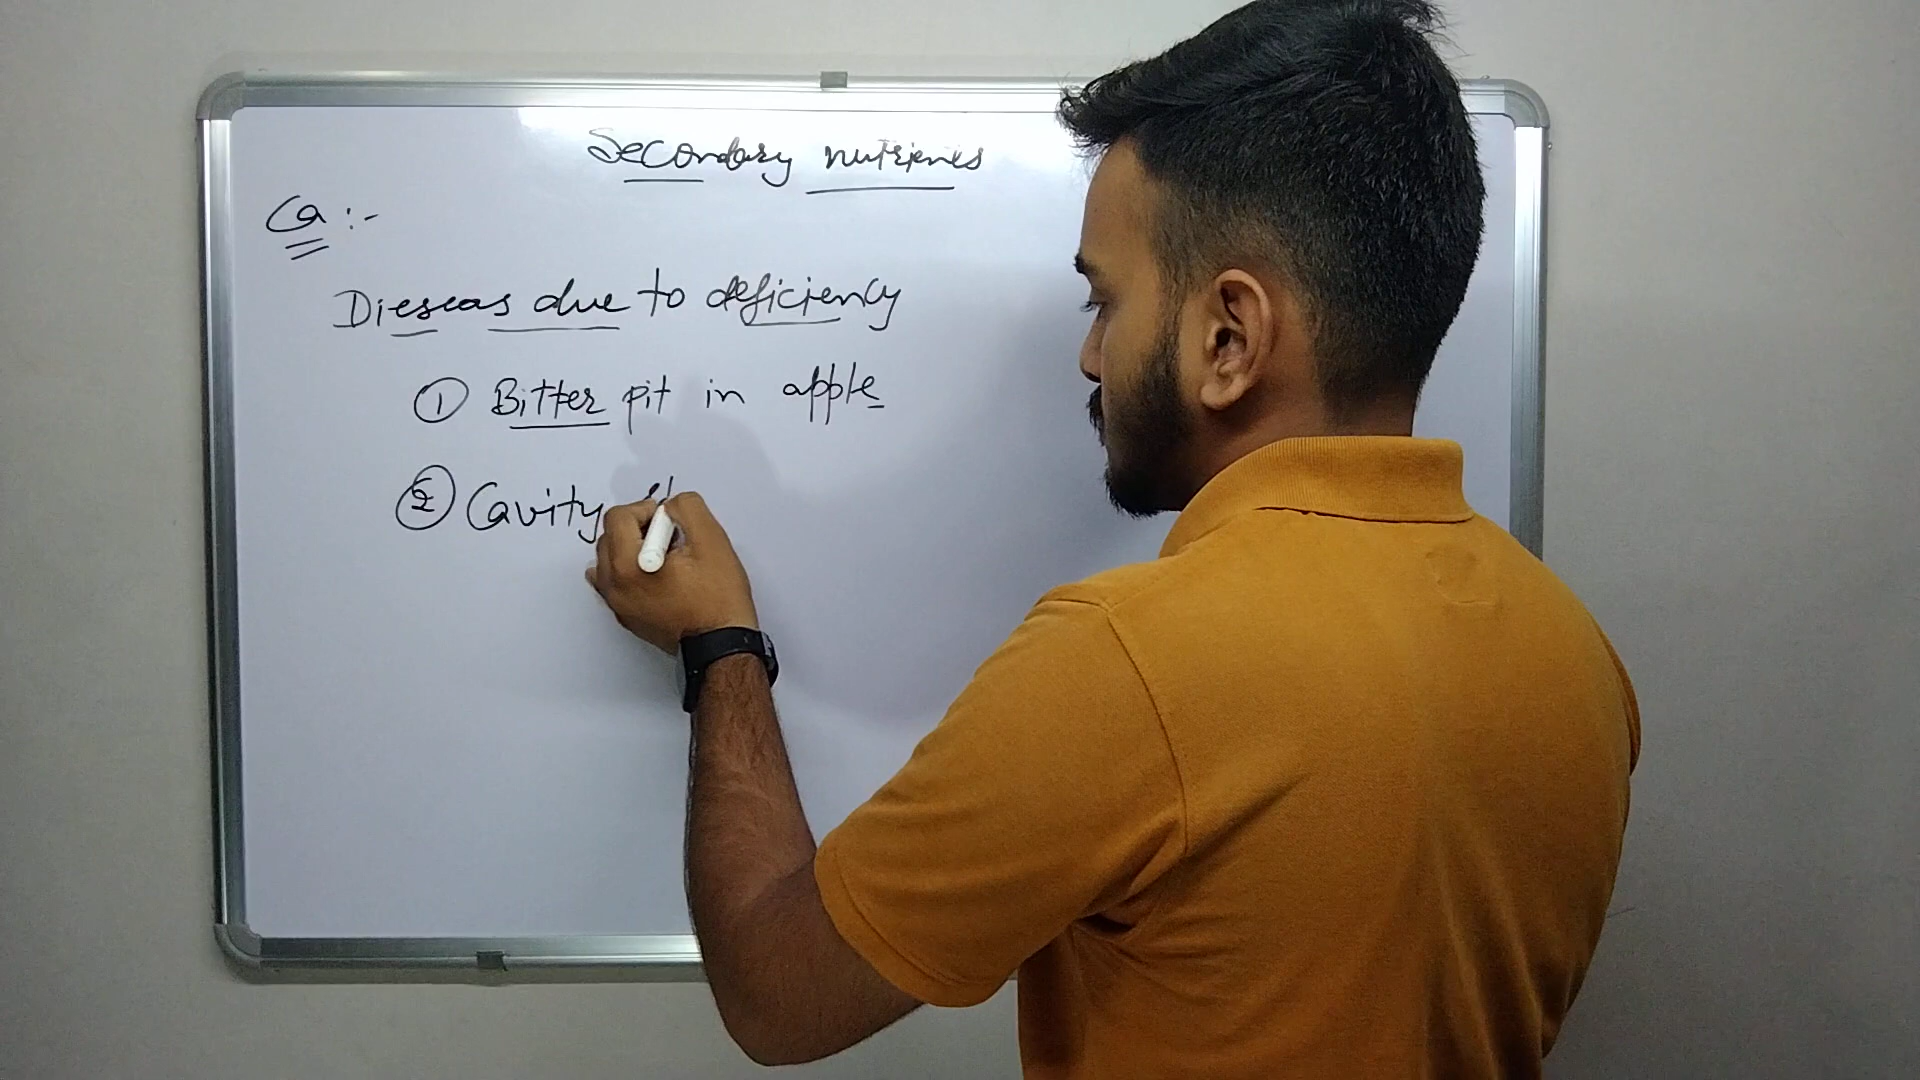 Secondary nutrients
Ca :-
Dieseas due to deficiency
① Bitter pit in apple
② Cavity